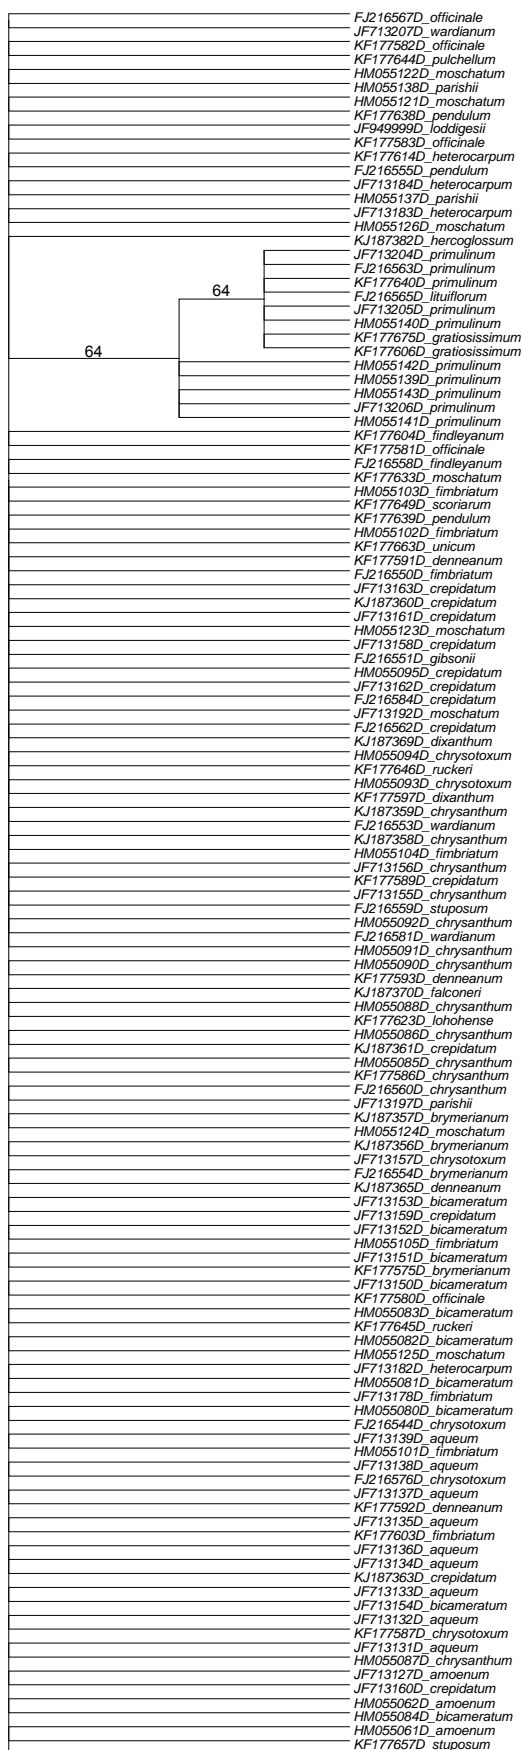 FJ216567D_officinale
JF713207D_wardianum
KF177582D_officinale
KF177644D_pulchellum
HM055122D_moschatum
HM055138D_parishii
HM055121D_moschatum
KF177638D_pendulum
JF949999D_loddigesii
KF177583D_officinale
KF177614D_heterocarpum
FJ216555D_pendulum
JF713184D_heterocarpum
HM055137D_parishii
JF713183D_heterocarpum
HM055126D_moschatum
KJ187382D_hercoglossum
JF713204D_primulinum
FJ216563D_primulinum
KF177640D_primulinum
64
FJ216565D_lituiflorum
JF713205D_primulinum
HM055140D_primulinum
KF177675D_gratiosissimum
64
KF177606D_gratiosissimum
HM055142D_primulinum
HM055139D_primulinum
HM055143D_primulinum
JF713206D_primulinum
HM055141D_primulinum
KF177604D_findleyanum
KF177581D_officinale
FJ216558D_findleyanum
KF177633D_moschatum
HM055103D_fimbriatum
KF177649D_scoriarum
KF177639D_pendulum
HM055102D_fimbriatum
KF177663D_unicum
KF177591D_denneanum
FJ216550D_fimbriatum
JF713163D_crepidatum
KJ187360D_crepidatum
JF713161D_crepidatum
HM055123D_moschatum
JF713158D_crepidatum
FJ216551D_gibsonii
HM055095D_crepidatum
JF713162D_crepidatum
FJ216584D_crepidatum
JF713192D_moschatum
FJ216562D_crepidatum
KJ187369D_dixanthum
HM055094D_chrysotoxum
KF177646D_ruckeri
HM055093D_chrysotoxum
KF177597D_dixanthum
KJ187359D_chrysanthum
FJ216553D_wardianum
KJ187358D_chrysanthum
HM055104D_fimbriatum
JF713156D_chrysanthum
KF177589D_crepidatum
JF713155D_chrysanthum
FJ216559D_stuposum
HM055092D_chrysanthum
FJ216581D_wardianum
HM055091D_chrysanthum
HM055090D_chrysanthum
KF177593D_denneanum
KJ187370D_falconeri
HM055088D_chrysanthum
KF177623D_lohohense
HM055086D_chrysanthum
KJ187361D_crepidatum
HM055085D_chrysanthum
KF177586D_chrysanthum
FJ216560D_chrysanthum
JF713197D_parishii
KJ187357D_brymerianum
HM055124D_moschatum
KJ187356D_brymerianum
JF713157D_chrysotoxum
FJ216554D_brymerianum
KJ187365D_denneanum
JF713153D_bicameratum
JF713159D_crepidatum
JF713152D_bicameratum
HM055105D_fimbriatum
JF713151D_bicameratum
KF177575D_brymerianum
JF713150D_bicameratum
KF177580D_officinale
HM055083D_bicameratum
KF177645D_ruckeri
HM055082D_bicameratum
HM055125D_moschatum
JF713182D_heterocarpum
HM055081D_bicameratum
JF713178D_fimbriatum
HM055080D_bicameratum
FJ216544D_chrysotoxum
JF713139D_aqueum
HM055101D_fimbriatum
JF713138D_aqueum
FJ216576D_chrysotoxum
JF713137D_aqueum
KF177592D_denneanum
JF713135D_aqueum
KF177603D_fimbriatum
JF713136D_aqueum
JF713134D_aqueum
KJ187363D_crepidatum
JF713133D_aqueum
JF713154D_bicameratum
JF713132D_aqueum
KF177587D_chrysotoxum
JF713131D_aqueum
HM055087D_chrysanthum
JF713127D_amoenum
JF713160D_crepidatum
HM055062D_amoenum
HM055084D_bicameratum
HM055061D_amoenum
KF177657D_stuposum